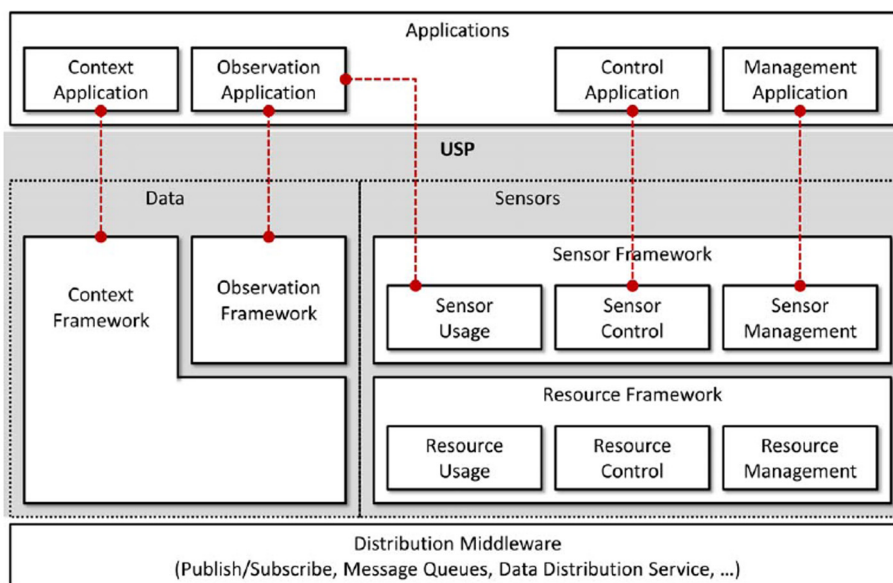 Applications
Context
Application
Observation
Application
Control
Application
Management
Application
USP
Data
Sensors
Context
Framework
Observation
Framework
Sensor Framework
Sensor
Usage
Sensor
Control
Sensor
Management
Resource Framework
Resource
Usage
Resource
Control
Resource
Management
Distribution Middleware
(Publish/Subscribe, Message Queues, Data Distribution Service, ...)